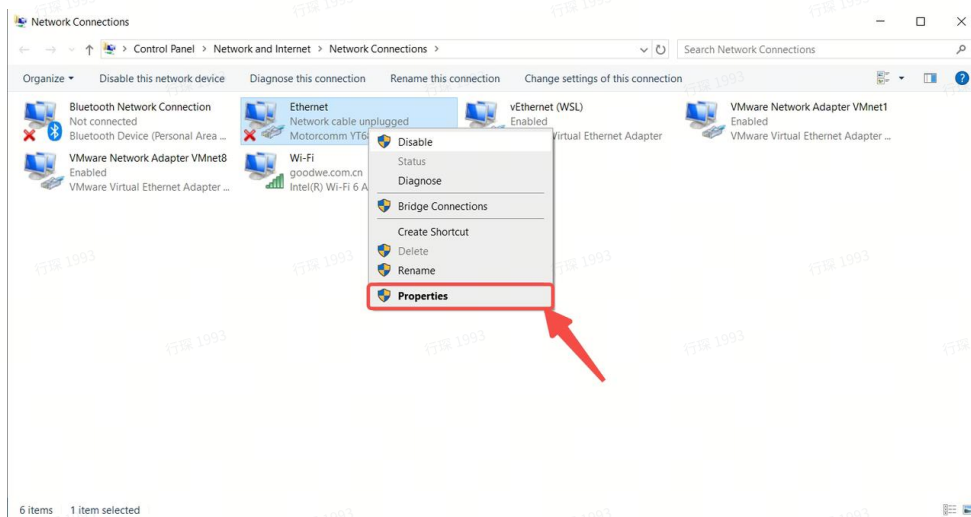 Network Connections
Control Panel > Network and Internet > Network Connections >
Search Network Connections
Organize Disable this network device Diagnose this connection Rename this connection Change settings of this connection
Bluetooth Network Connection
Not connected
Bluetooth Device (Personal Area ...
Ethernet
Network cable unplugged
Motorcomm YT6
vEthernet (WSL)
Enabled
Virtual Ethernet Adapter
VMware Network Adapter VMnet1
Enabled
VMware Virtual Ethernet Adapter ...
VMware Network Adapter VMnet8
Enabled
VMware Virtual Ethernet Adapter ...
Wi-Fi
goodwe.com.cn
Intel(R) Wi-Fi 6 A
Disable
Status
Diagnose
Bridge Connections
Create Shortcut
Delete
Rename
Properties
6 items 1 item selected